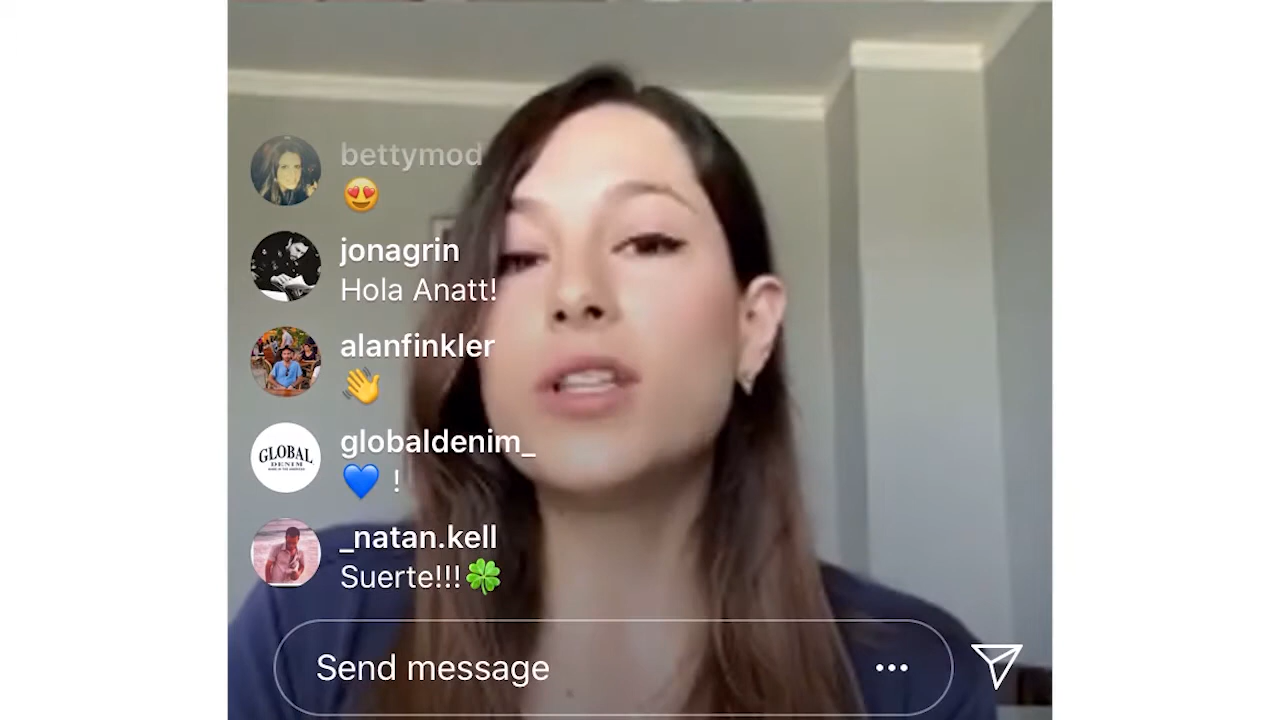 bettymod
😍
jonagrin
Hola Anatt!
alanfinkler
👋
GLOBAL
DENIM
globaldenim_
💙 !
_natan.kell
Suerte!!!🍀
Send message